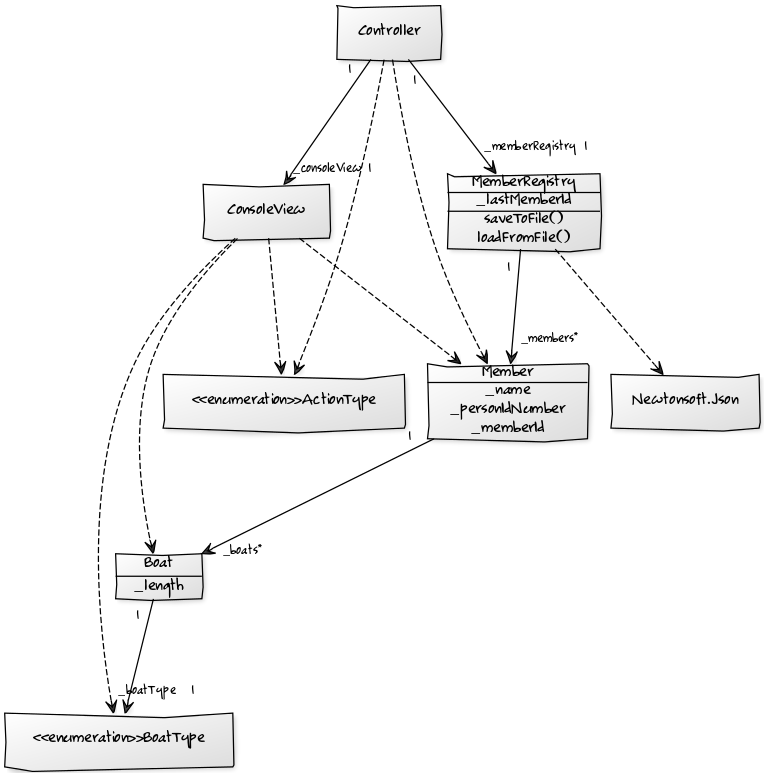 Controller
1
1
_memberRegistry 1
_consoleView 1
MemberRegistry
_lastMemberId
saveToFile()
loadFromFile()
ConsoleView
1
_members*
Member
_name
_personIdNumber
_memberId
<<enumeration>>ActionType
Newtonsoft.Json
1
_boats*
Boat
_length
1
_boatType 1
<<enumeration>>BoatType